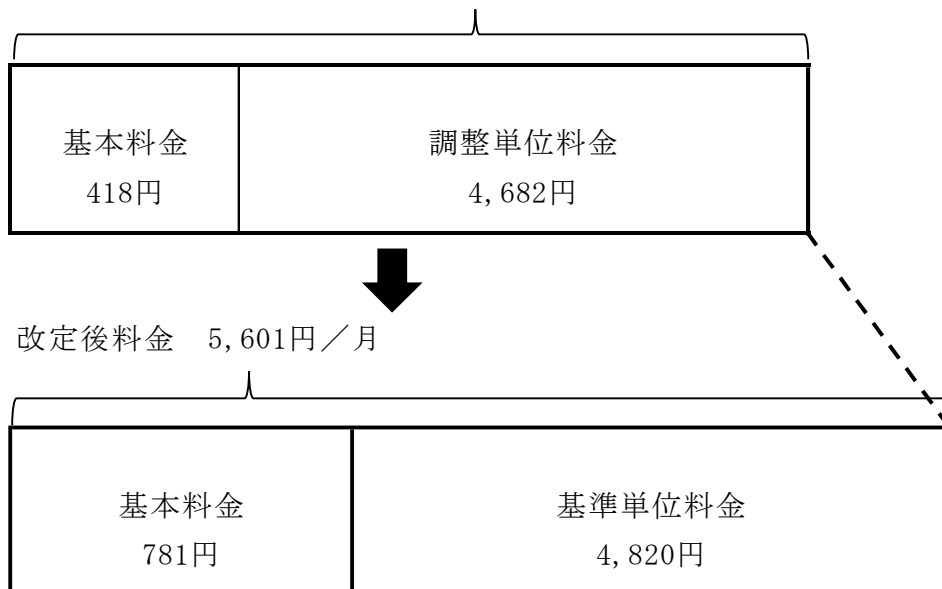 基本料金
418円
調整単位料金
4,682円
改定後料金　5,601円／月
基本料金
781円
基準単位料金
4,820円